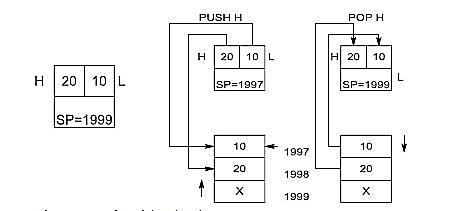 PUSH H
POP H
H 20 10 L
SP=1999
H 20 10 L
SP=1997
10 1997
20 1998
X 1999
H 20 10
L
SP=1999
10
20
X